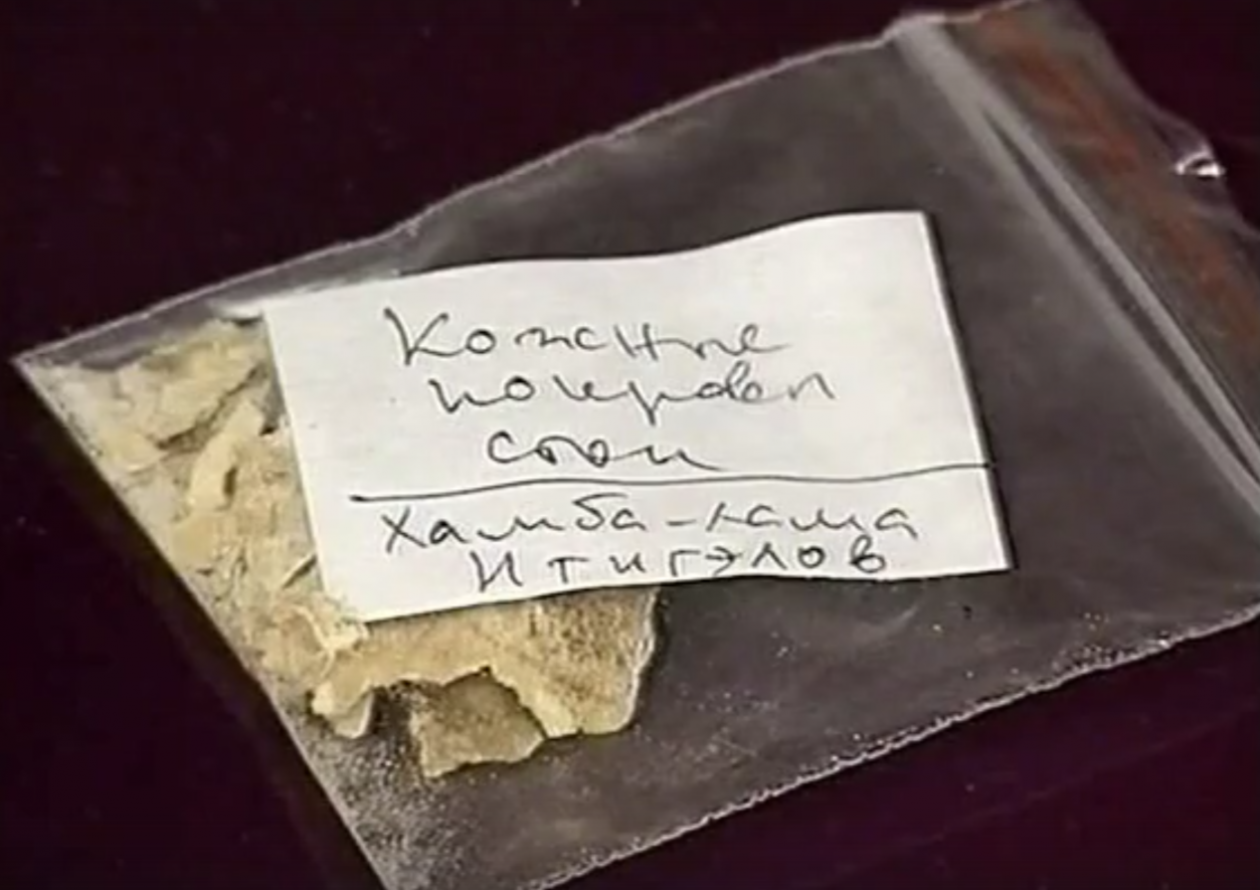 Кожные
покровы
стоп
Хамба-лама
Итигэлов